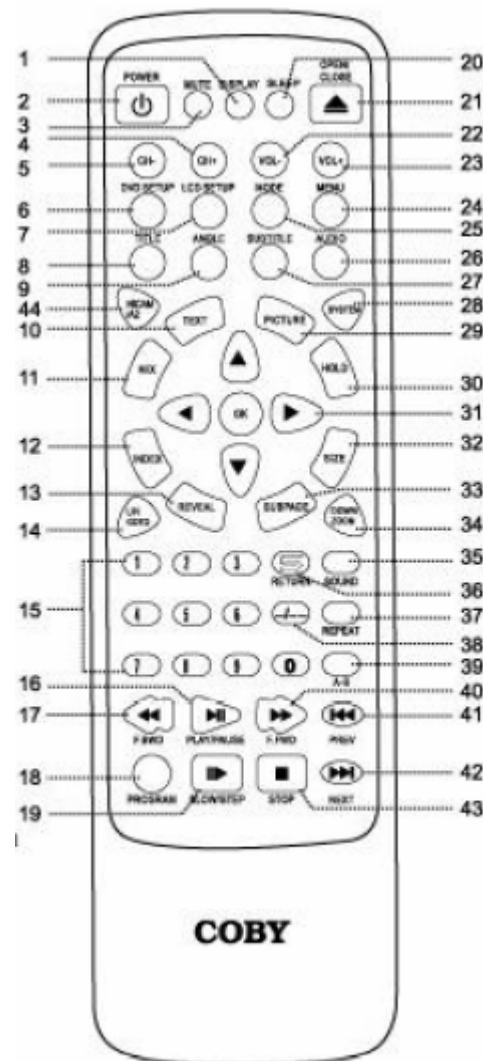 1
20
OPEN/
CLOSE
POWER
MUTE
DISPLAY
SLEEP
2
21
3
4
22
5
CH-
CH+
VOL-
VOL+
23
DVD SETUP
LCD SETUP
MODE
MENU
6
24
7
25
TITLE
ANGLE
SUBTITLE
AUDIO
8
26
9
27
44
SYSTEM
28
10
TEXT
PICTURE
29
11
MIX
HOLD
30
OK
31
12
INDEX
SIZE
32
13
REVEAL
SUBPAGE
33
14
DOWN/
ZOOM
34
1
2
3
35
RETURN
SOUND
36
15
4
5
6
-/--
37
REPEAT
38
7
8
9
0
39
16
A-B
40
17
41
F.BWD
PLAY/PAUSE
F.FWD
PREV
18
42
PROGRAM
SLOW/STEP
STOP
NEXT
19
43
COBY